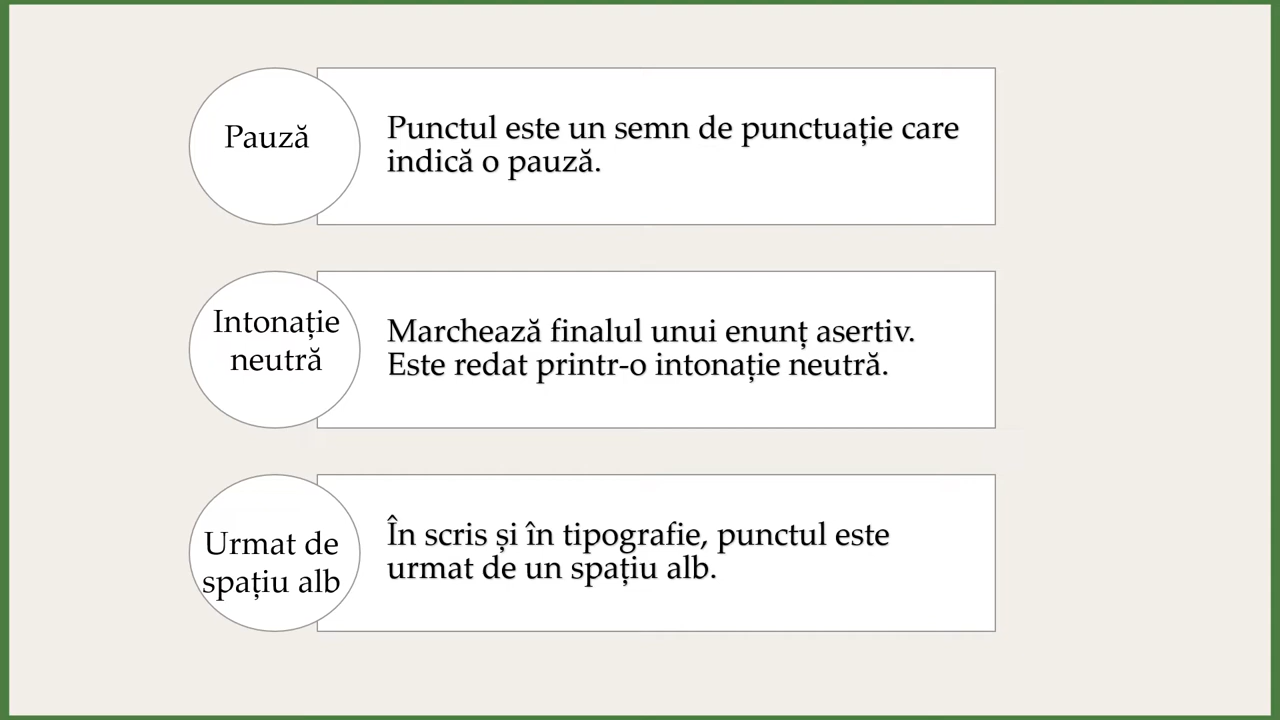 Pauză
Punctul este un semn de punctuație care
indică o pauză.
Intonație
neutră
Marchează finalul unui enunț asertiv.
Este redat printr-o intonație neutră.
Urmat de
spațiu alb
În scris și în tipografie, punctul este
urmat de un spațiu alb.